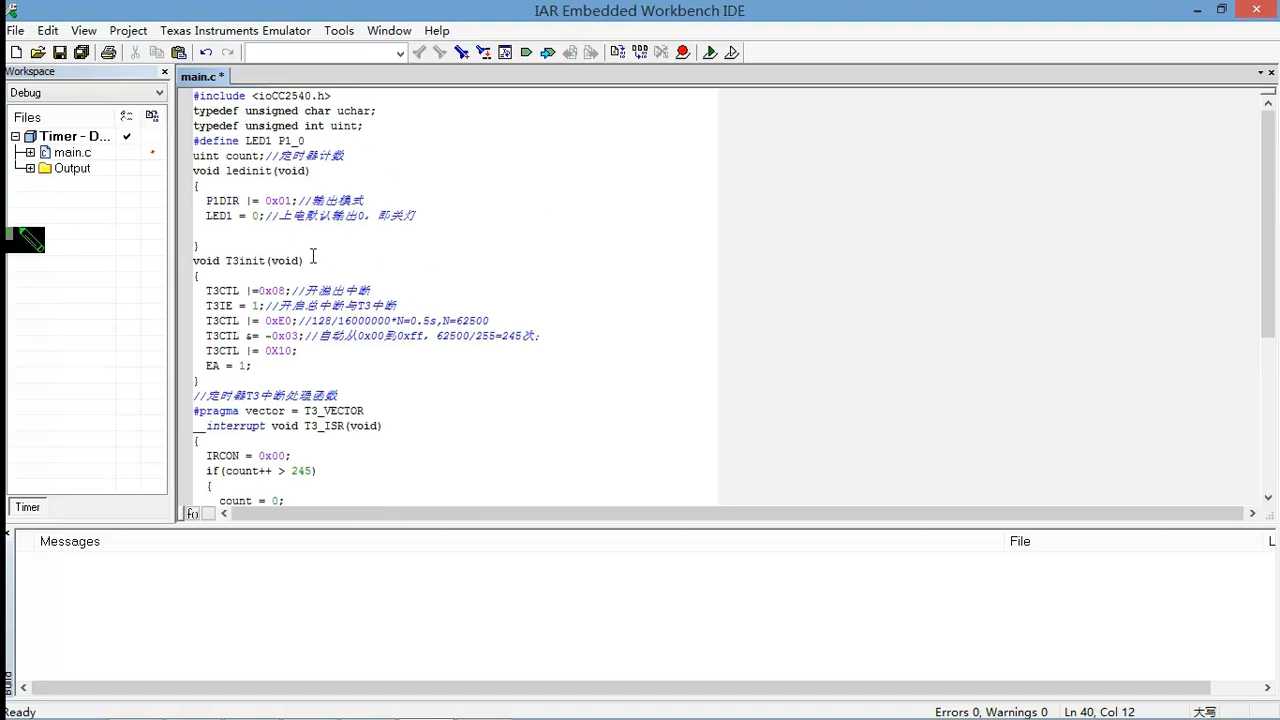 IAR Embedded Workbench IDE
File Edit View Project Texas Instruments Emulator Tools Window Help
Workspace
main.c *
Debug
Files
Timer - D...
main.c
Output
Timer
#include <ioCC2540.h>
typedef unsigned char uchar;
typedef unsigned int uint;
#define LED1 P1_0
uint count;//定时器计数
void ledinit(void)
{
P1DIR |= 0x01;//输出模式
LED1 = 0;//上电默认输出0，即关灯
}
void T3init(void)
{
T3CTL |=0x08;//开溢出中断
T3IE = 1;//开启总中断与T3中断
T3CTL |= 0xE0;//128/16000000*N=0.5s,N=62500
T3CTL &= ~0x03;//自动从0x00到0xff，62500/255=245次;
T3CTL |= 0X10;
EA = 1;
}
//定时器T3中断处理函数
#pragma vector = T3_VECTOR
__interrupt void T3_ISR(void)
{
IRCON = 0x00;
if(count++ > 245)
{
count = 0;
f()
Messages File L
Build
Ready Errors 0, Warnings 0 Ln 40, Col 12 大写